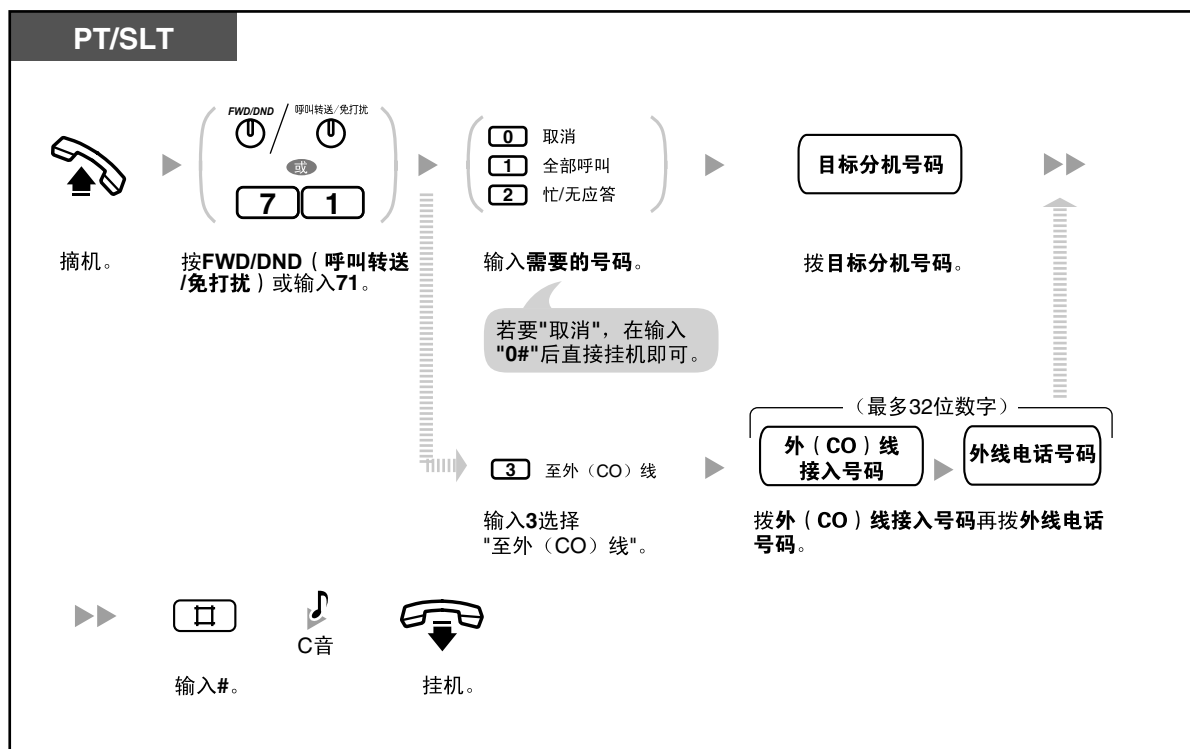 PT/SLT
FWD/DND / 呼叫转送/免打扰
或
7 1
0 取消
1 全部呼叫
2 忙/无应答
目标分机号码
摘机。
按FWD/DND（呼叫转送
/免打扰）或输入71。
输入需要的号码。
拨目标分机号码。
若要"取消"，在输入
"0#"后直接挂机即可。
3 至外（CO）线
（最多32位数字）
外（CO）线
接入号码
外线电话号码
输入3选择
"至外（CO）线"。
拨外（CO）线接入号码再拨外线电话
号码。
#
C音
输入#。
挂机。